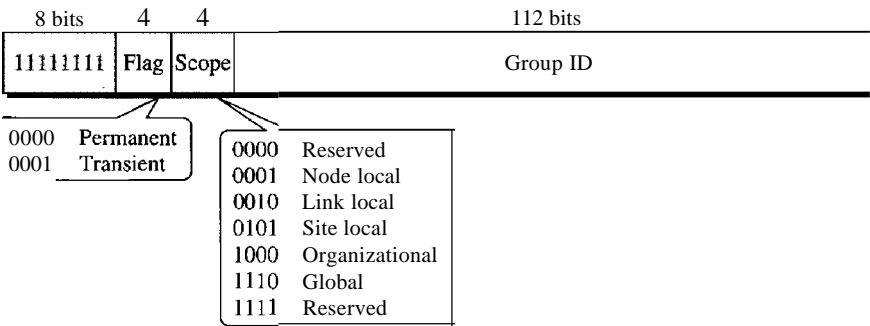 8 bits 4 4 112 bits
11111111 Flag Scope Group ID
0000 Permanent
0001 Transient
0000 Reserved
0001 Node local
0010 Link local
0101 Site local
1000 Organizational
1110 Global
1111 Reserved